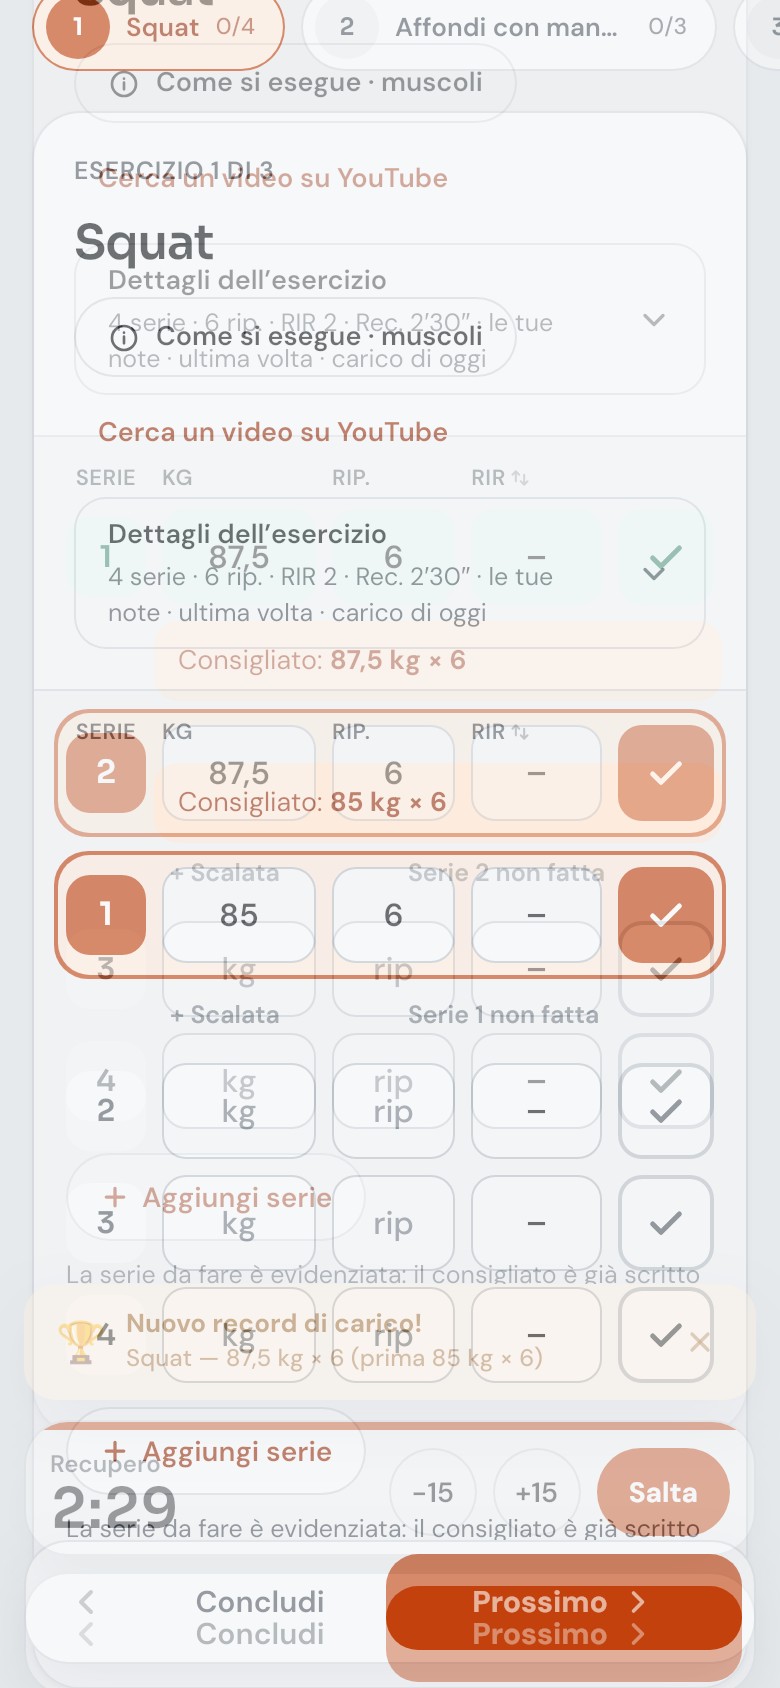 Squat
1 Squat 0/4 2 Affondi con man... 0/3 3
Come si esegue · muscoli
ESERCIZIO 1 DI 3
Cerca un video su YouTube
Squat
Dettagli dell’esercizio
4 serie · 6 rip. · RIR 2 · Rec. 2’30” · le tue
Come si esegue · muscoli
note · ultima volta · carico di oggi
Cerca un video su YouTube
SERIE KG RIP. RIR
Dettagli dell’esercizio
1 87,5 6 –
4 serie · 6 rip. · RIR 2 · Rec. 2’30” · le tue
note · ultima volta · carico di oggi
Consigliato: 87,5 kg × 6
SERIE KG RIP. RIR
2 87,5 6 –
Consigliato: 85 kg × 6
+ Scalata Serie 2 non fatta
1 85 6 –
3 kg rip –
+ Scalata Serie 1 non fatta
4 kg rip –
2 kg rip –
+ Aggiungi serie
3 kg rip –
La serie da fare è evidenziata: il consigliato è già scritto
Nuovo record di carico!
4 kg rip –
Squat — 87,5 kg × 6 (prima 85 kg × 6)
+ Aggiungi serie
Recupero
2:29 -15 +15 Salta
La serie da fare è evidenziata: il consigliato è già scritto
Concludi Prossimo
Concludi Prossimo